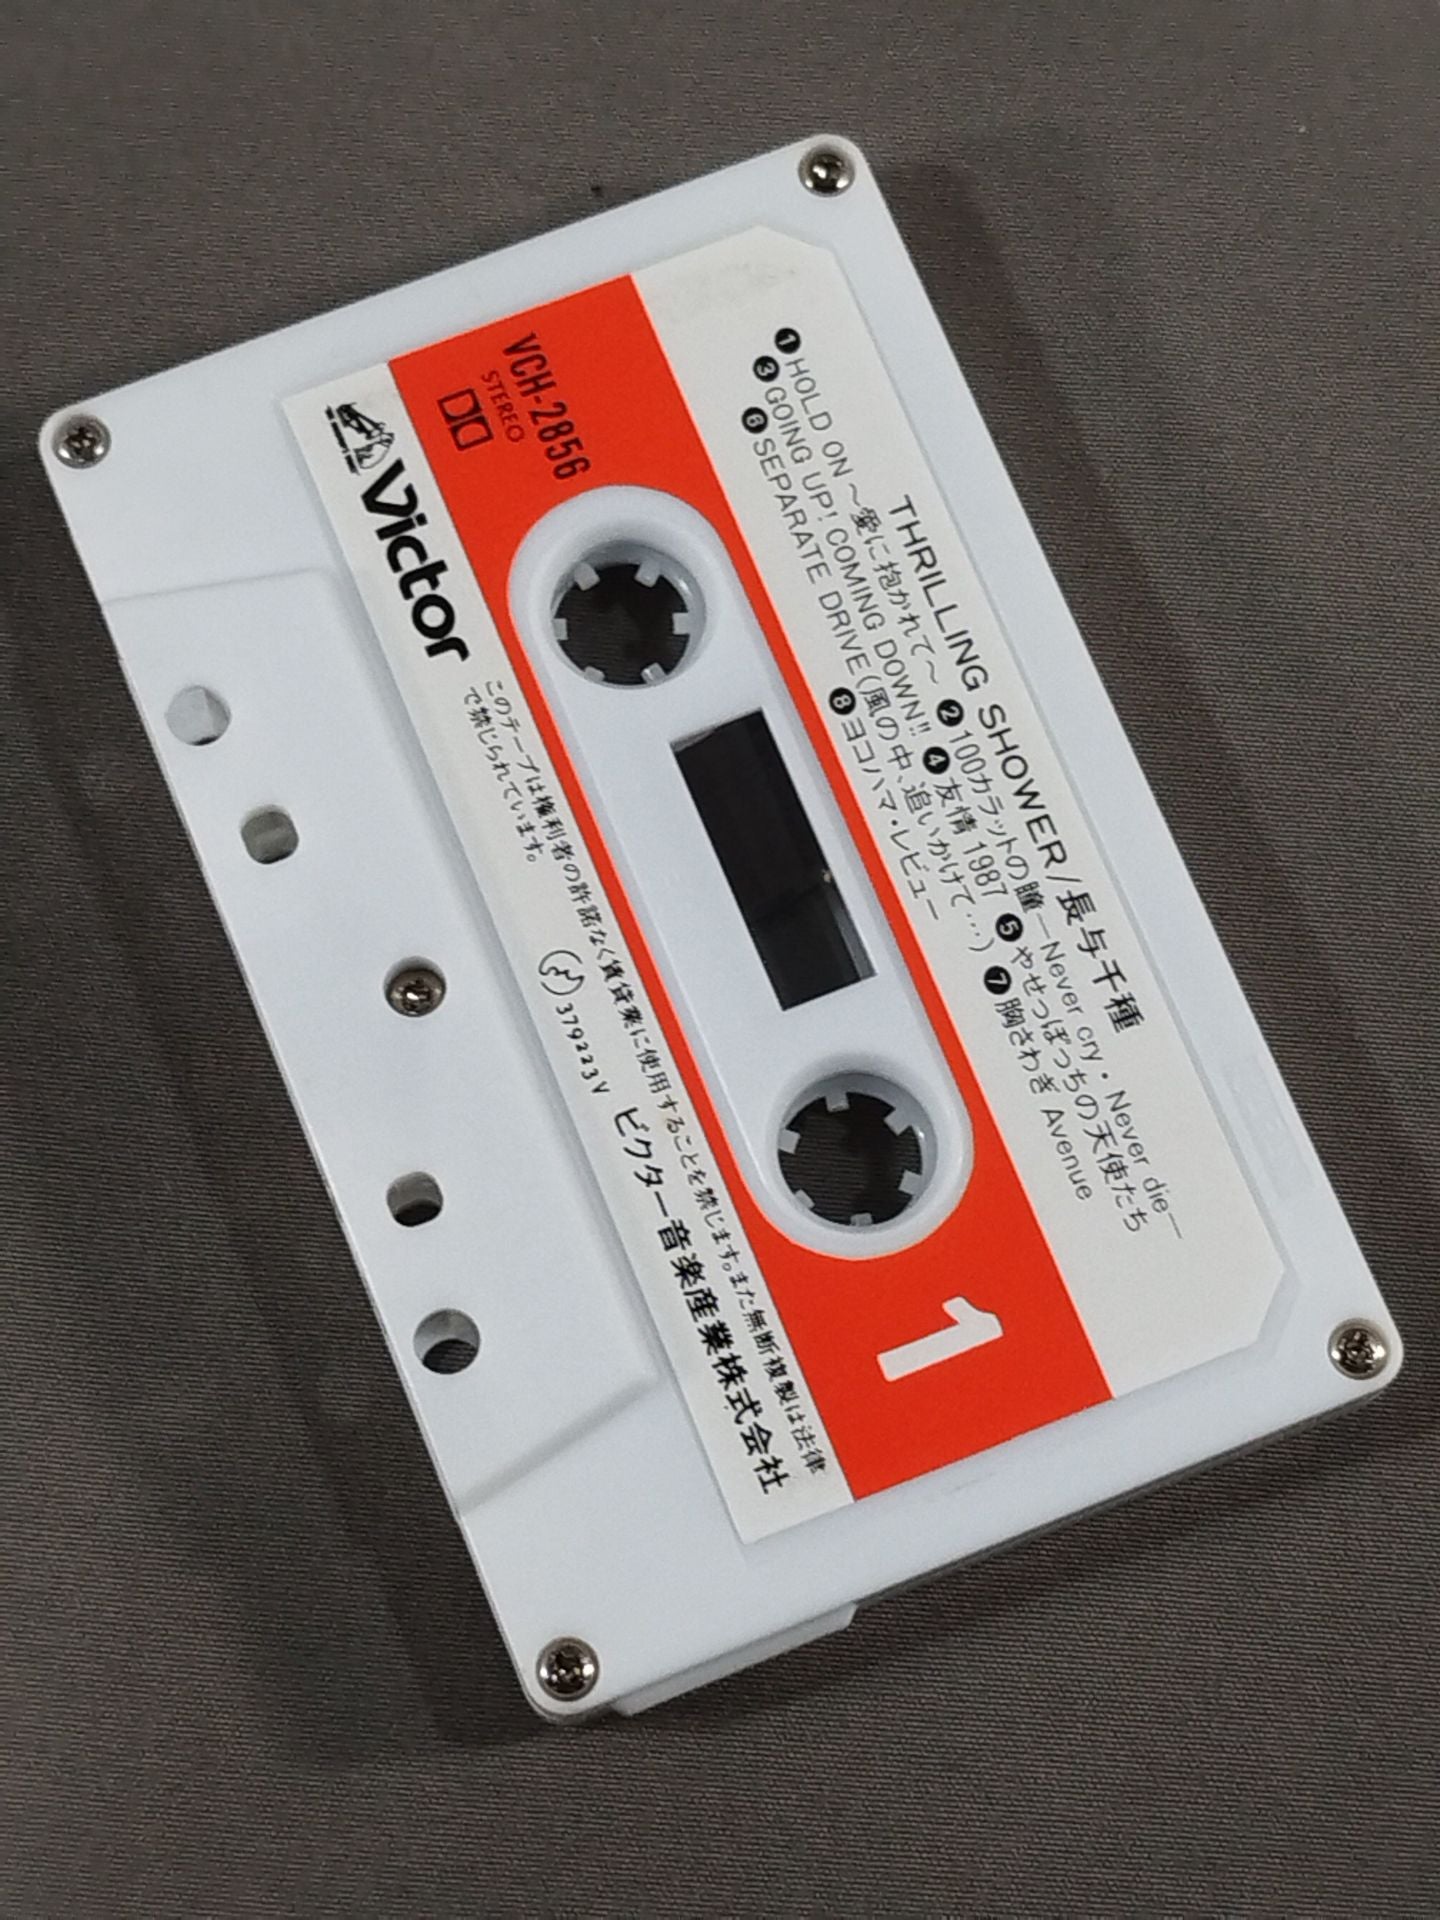 THRILLING SHOWER/長与千種
❶HOLD ON〜愛に抱かれて〜 ❷100カラットの瞳—Never cry・Never die—
❸GOING UP! COMING DOWN!! ❹友情1987 ❺やせっぽっちの天使たち
❻SEPARATE DRIVE(風の中、追いかけて…) ❼胸さわぎ Avenue
❽ヨコハマ・レビュー
VCH-2856
STEREO
1
Victor
このテープは権利者の許諾なく賃貸業に使用することを禁じます。また無断複製は法律
で禁じられています。
379223V ビクター音楽産業株式会社